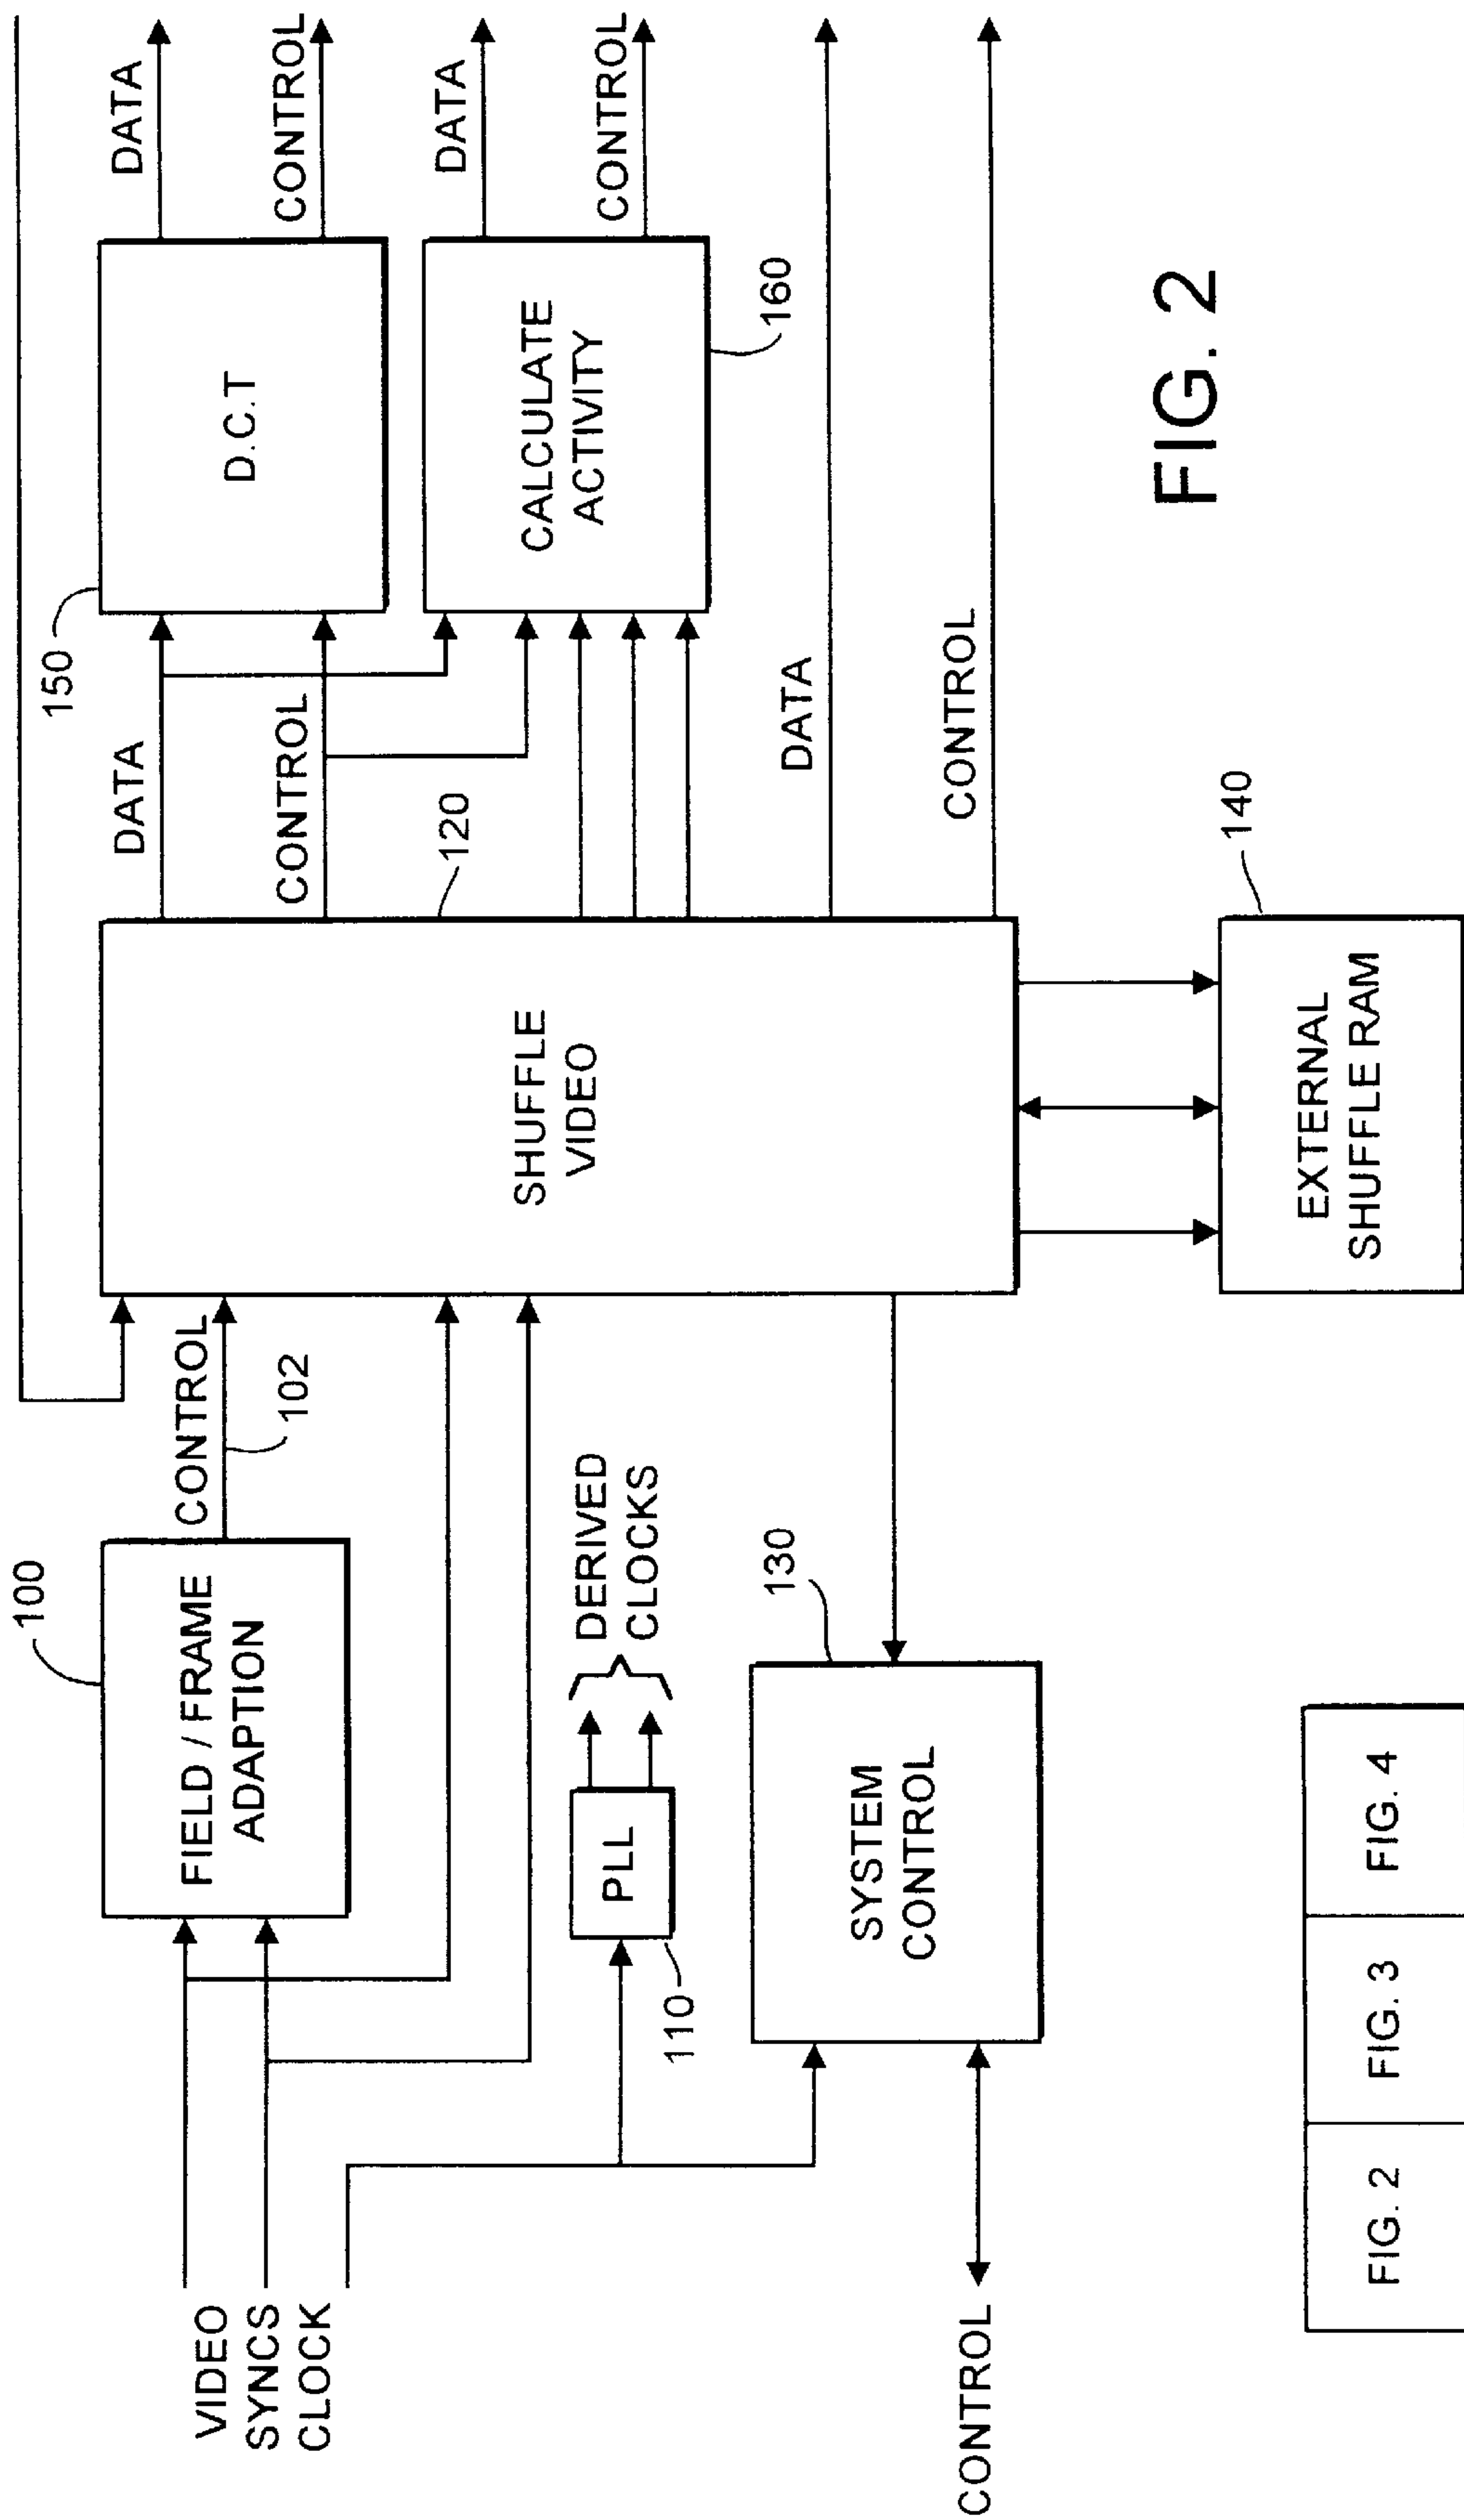 VIDEO
SYNCS
CLOCK
CONTROL
100
FIELD / FRAME
ADAPTION
CONTROL
102
110
PLL
DERIVED
CLOCKS
130
SYSTEM
CONTROL
SHUFFLE
VIDEO
120
EXTERNAL
SHUFFLE RAM
140
DATA
CONTROL
150
D.C.T
CALCULATE
ACTIVITY
160
DATA
CONTROL
DATA
CONTROL
DATA
CONTROL
FIG. 2
FIG. 3
FIG. 4
FIG. 2